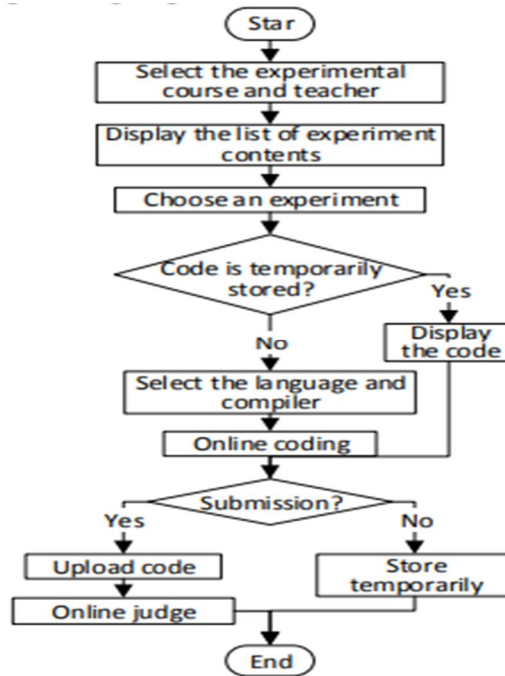 Star
Select the experimental
course and teacher
Display the list of experiment
contents
Choose an experiment
Code is temporarily
stored?
Yes
Display
the code
No
Select the language and
compiler
Online coding
Submission?
Yes
No
Upload code
Store
temporarily
Online judge
End